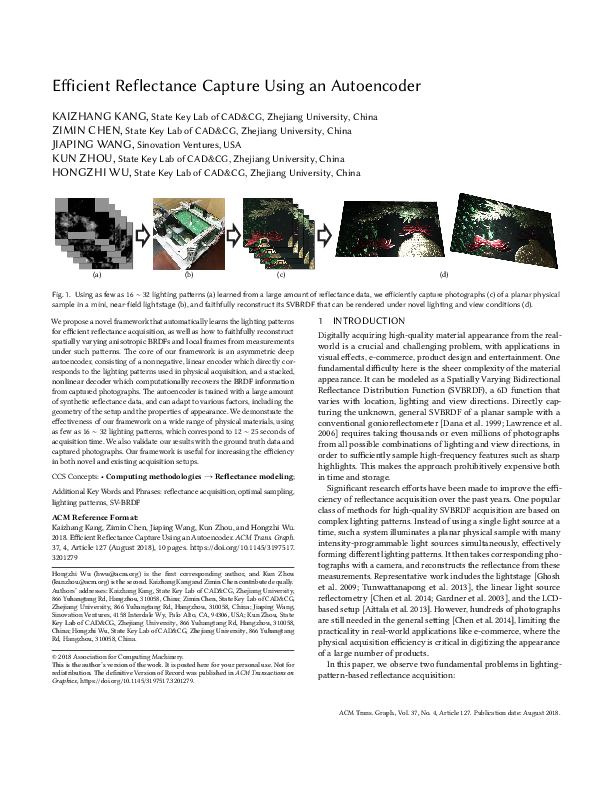 Efficient Reflectance Capture Using an Autoencoder
KAIZHANG KANG, State Key Lab of CAD&CG, Zhejiang University, China
ZIMIN CHEN, State Key Lab of CAD&CG, Zhejiang University, China
JIAPING WANG, Sinovation Ventures, USA
KUN ZHOU, State Key Lab of CAD&CG, Zhejiang University, China
HONGZHI WU, State Key Lab of CAD&CG, Zhejiang University, China
(a)
(b)
(c)
(d)
Fig. 1. Using as few as 16 ~ 32 lighting patterns (a) learned from a large amount of reflectance data, we efficiently capture photographs (c) of a planar physical
sample in a mini, near-field lightstage (b), and faithfully reconstruct its SVBRDF that can be rendered under novel lighting and view conditions (d).
We propose a novel framework that automatically learns the lighting patterns
for efficient reflectance acquisition, as well as how to faithfully reconstruct
spatially varying anisotropic BRDFs and local frames from measurements
under such patterns. The core of our framework is an asymmetric deep
autoencoder, consisting of a nonnegative, linear encoder which directly cor-
responds to the lighting patterns used in physical acquisition, and a stacked,
nonlinear decoder which computationally recovers the BRDF information
from captured photographs. The autoencoder is trained with a large amount
of synthetic reflectance data, and can adapt to various factors, including the
geometry of the setup and the properties of appearance. We demonstrate the
effectiveness of our framework on a wide range of physical materials, using
as few as 16 ~ 32 lighting patterns, which correspond to 12 ~ 25 seconds of
acquisition time. We also validate our results with the ground truth data and
captured photographs. Our framework is useful for increasing the efficiency
in both novel and existing acquisition setups.
CCS Concepts: • Computing methodologies → Reflectance modeling;
Additional Key Words and Phrases: reflectance acquisition, optimal sampling,
lighting patterns, SV-BRDF
ACM Reference Format:
Kaizhang Kang, Zimin Chen, Jiaping Wang, Kun Zhou, and Hongzhi Wu.
2018. Efficient Reflectance Capture Using an Autoencoder. ACM Trans. Graph.
37, 4, Article 127 (August 2018), 10 pages. https://doi.org/10.1145/3197517.
3201279
Hongzhi Wu (hwu@acm.org) is the first corresponding author, and Kun Zhou
(kunzhou@acm.org) is the second. Kaizhang Kang and Zimin Chen contribute equally.
Authors' addresses: Kaizhang Kang, State Key Lab of CAD&CG, Zhejiang University,
866 Yuhangtang Rd, Hangzhou, 310058, China; Zimin Chen, State Key Lab of CAD&CG,
Zhejiang University, 866 Yuhangtang Rd, Hangzhou, 310058, China; Jiaping Wang,
Sinovation Ventures, 4158 Interdale Wy, Palo Alto, CA, 94306, USA; Kun Zhou, State
Key Lab of CAD&CG, Zhejiang University, 866 Yuhangtang Rd, Hangzhou, 310058,
China; Hongzhi Wu, State Key Lab of CAD&CG, Zhejiang University, 866 Yuhangtang
Rd, Hangzhou, 310058, China.
© 2018 Association for Computing Machinery.
This is the author's version of the work. It is posted here for your personal use. Not for
redistribution. The definitive Version of Record was published in ACM Transactions on
Graphics, https://doi.org/10.1145/3197517.3201279.
1 INTRODUCTION
Digitally acquiring high-quality material appearance from the real-
world is a crucial and challenging problem, with applications in
visual effects, e-commerce, product design and entertainment. One
fundamental difficulty here is the sheer complexity of the material
appearance. It can be modeled as a Spatially Varying Bidirectional
Reflectance Distribution Function (SVBRDF), a 6D function that
varies with location, lighting and view directions. Directly cap-
turing the unknown, general SVBRDF of a planar sample with a
conventional gonioreflectometer [Dana et al. 1999; Lawrence et al.
2006] requires taking thousands or even millions of photographs
from all possible combinations of lighting and view directions, in
order to sufficiently sample high-frequency features such as sharp
highlights. This makes the approach prohibitively expensive both
in time and storage.
Significant research efforts have been made to improve the effi-
ciency of reflectance acquisition over the past years. One popular
class of methods for high-quality SVBRDF acquisition are based on
complex lighting patterns. Instead of using a single light source at a
time, such a system illuminates a planar physical sample with many
intensity-programmable light sources simultaneously, effectively
forming different lighting patterns. It then takes corresponding pho-
tographs with a camera, and reconstructs the reflectance from these
measurements. Representative work includes the lightstage [Ghosh
et al. 2009; Tunwattanapong et al. 2013], the linear light source
reflectometry [Chen et al. 2014; Gardner et al. 2003], and the LCD-
based setup [Aittala et al. 2013]. However, hundreds of photographs
are still needed in the general setting [Chen et al. 2014], limiting the
practicality in real-world applications like e-commerce, where the
physical acquisition efficiency is critical in digitizing the appearance
of a large number of products.
In this paper, we observe two fundamental problems in lighting-
pattern-based reflectance acquisition:
ACM Trans. Graph., Vol. 37, No. 4, Article 127. Publication date: August 2018.